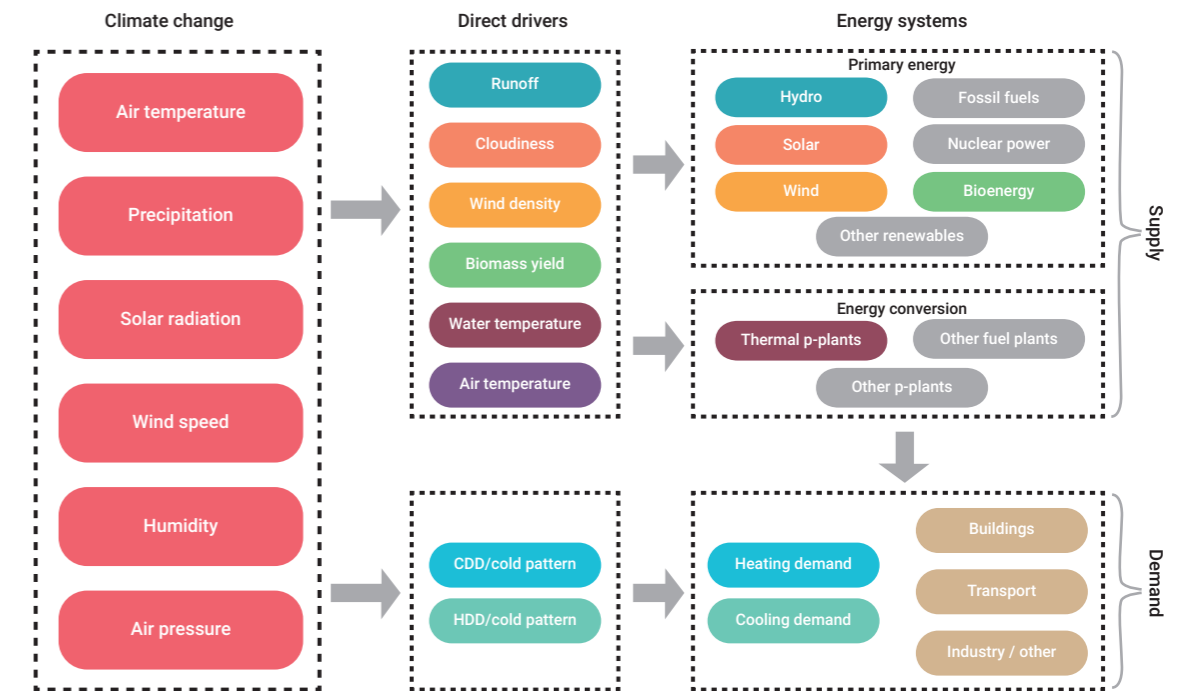 Climate change
Direct drivers
Energy systems
Air temperature
Precipitation
Solar radiation
Wind speed
Humidity
Air pressure
Runoff
Cloudiness
Wind density
Biomass yield
Water temperature
Air temperature
CDD/cold pattern
HDD/cold pattern
Primary energy
Hydro
Fossil fuels
Solar
Nuclear power
Wind
Bioenergy
Other renewables
Energy conversion
Thermal p-plants
Other fuel plants
Other p-plants
Supply
Heating demand
Cooling demand
Buildings
Transport
Industry / other
Demand